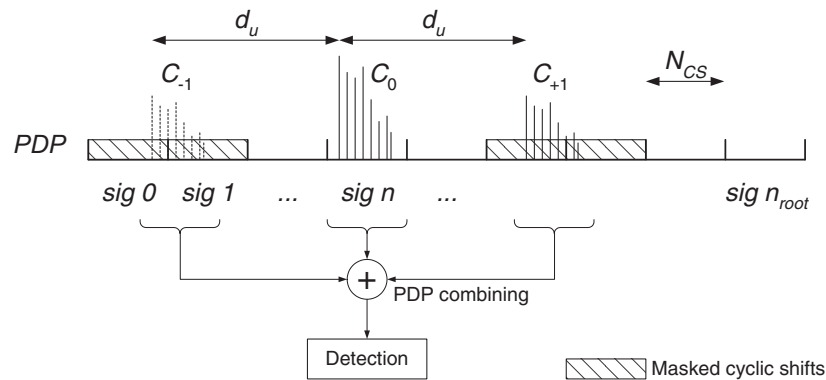 d_u d_u
C_-1 C_0 C_+1 N_CS
PDP
sig 0 sig 1 ... sig n ... sig n_root
+
PDP combining
Detection
Masked cyclic shifts